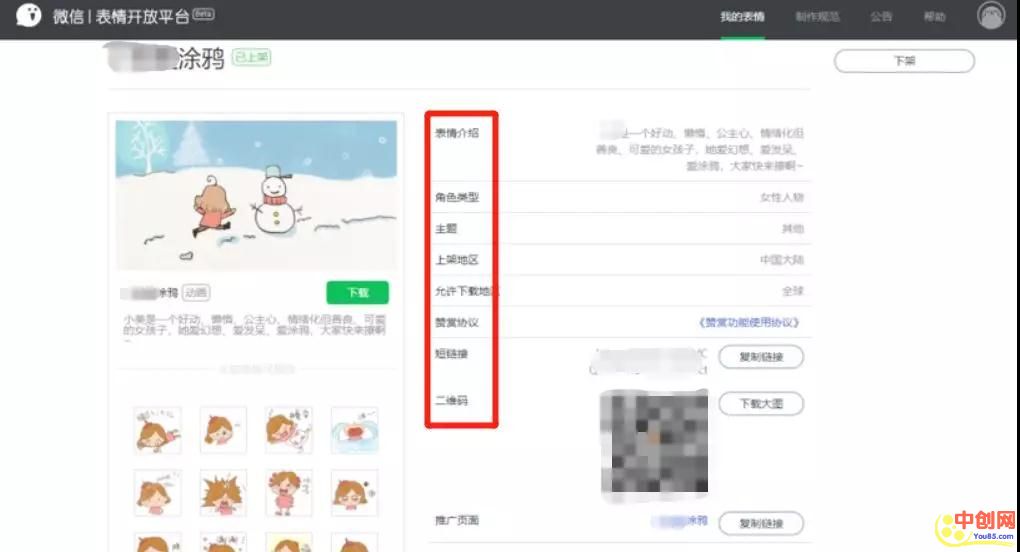 微信|表情开放平台 Beta
我的表情 制作规范 公告 帮助
涂鸦 已上架
下架
表情介绍
是一个好动、懒惰、公主心、情绪化但
善良、可爱的女孩子，她爱幻想、爱发呆、
爱涂鸦，大家快来撩啊~
角色类型 女性人物
主题 其他
上架地区 中国大陆
允许下载地区 全球
赞赏协议 《赞赏功能使用协议》
短链接 复制链接
二维码 下载大图
推广页面 涂鸦 复制链接
涂鸦 动画 下载
小美是一个好动、懒惰、公主心、情绪化但善良、可爱
的女孩子，她爱幻想、爱发呆、爱涂鸦，大家快来撩啊
~
晚安
中创网
You85.com